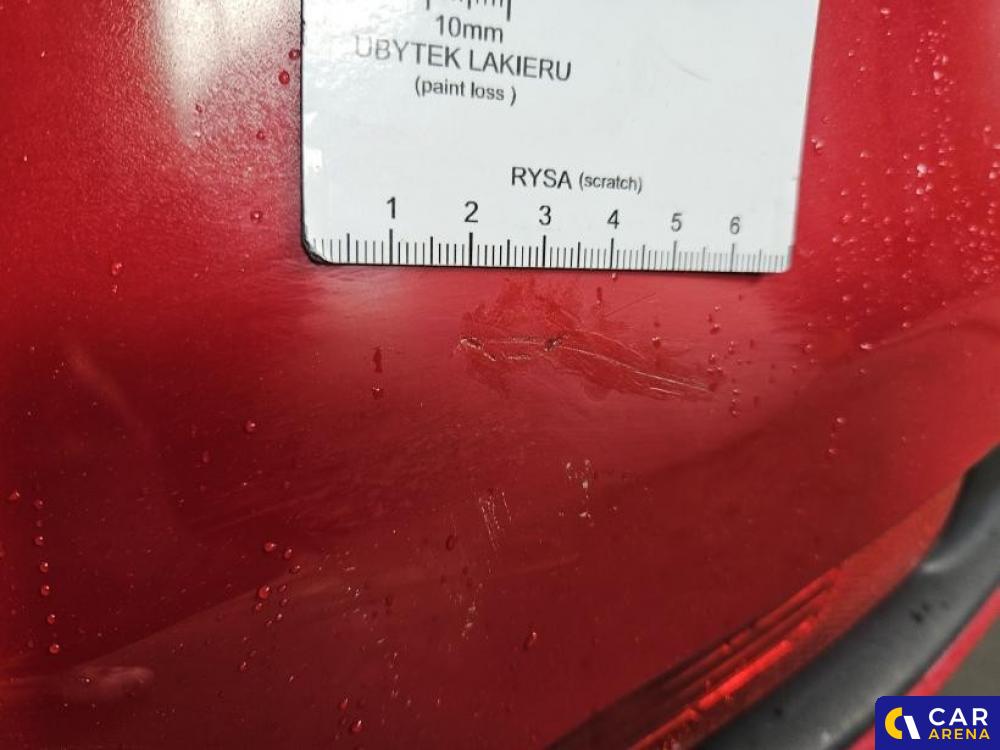 10mm
UBYTEK LAKIERU
(paint loss )
RYSA (scratch)
1 2 3 4 5 6
CAR
ARENA